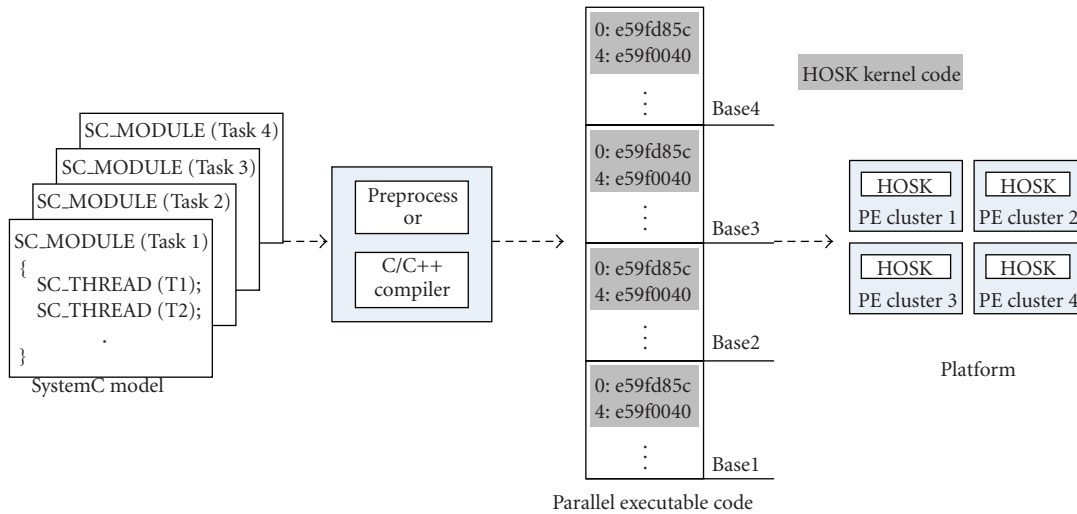 SC_MODULE (Task 4)
SC_MODULE (Task 3)
SC_MODULE (Task 2)
SC_MODULE (Task 1)
{
SC_THREAD (T1);
SC_THREAD (T2);
.
}
SystemC model
Preprocess
or
C/C++
compiler
0: e59fd85c
4: e59f0040
⋮
Base4
0: e59fd85c
4: e59f0040
⋮
Base3
0: e59fd85c
4: e59f0040
⋮
Base2
0: e59fd85c
4: e59f0040
⋮
Base1
Parallel executable code
HOSK kernel code
HOSK
PE cluster 1
HOSK
PE cluster 2
HOSK
PE cluster 3
HOSK
PE cluster 4
Platform